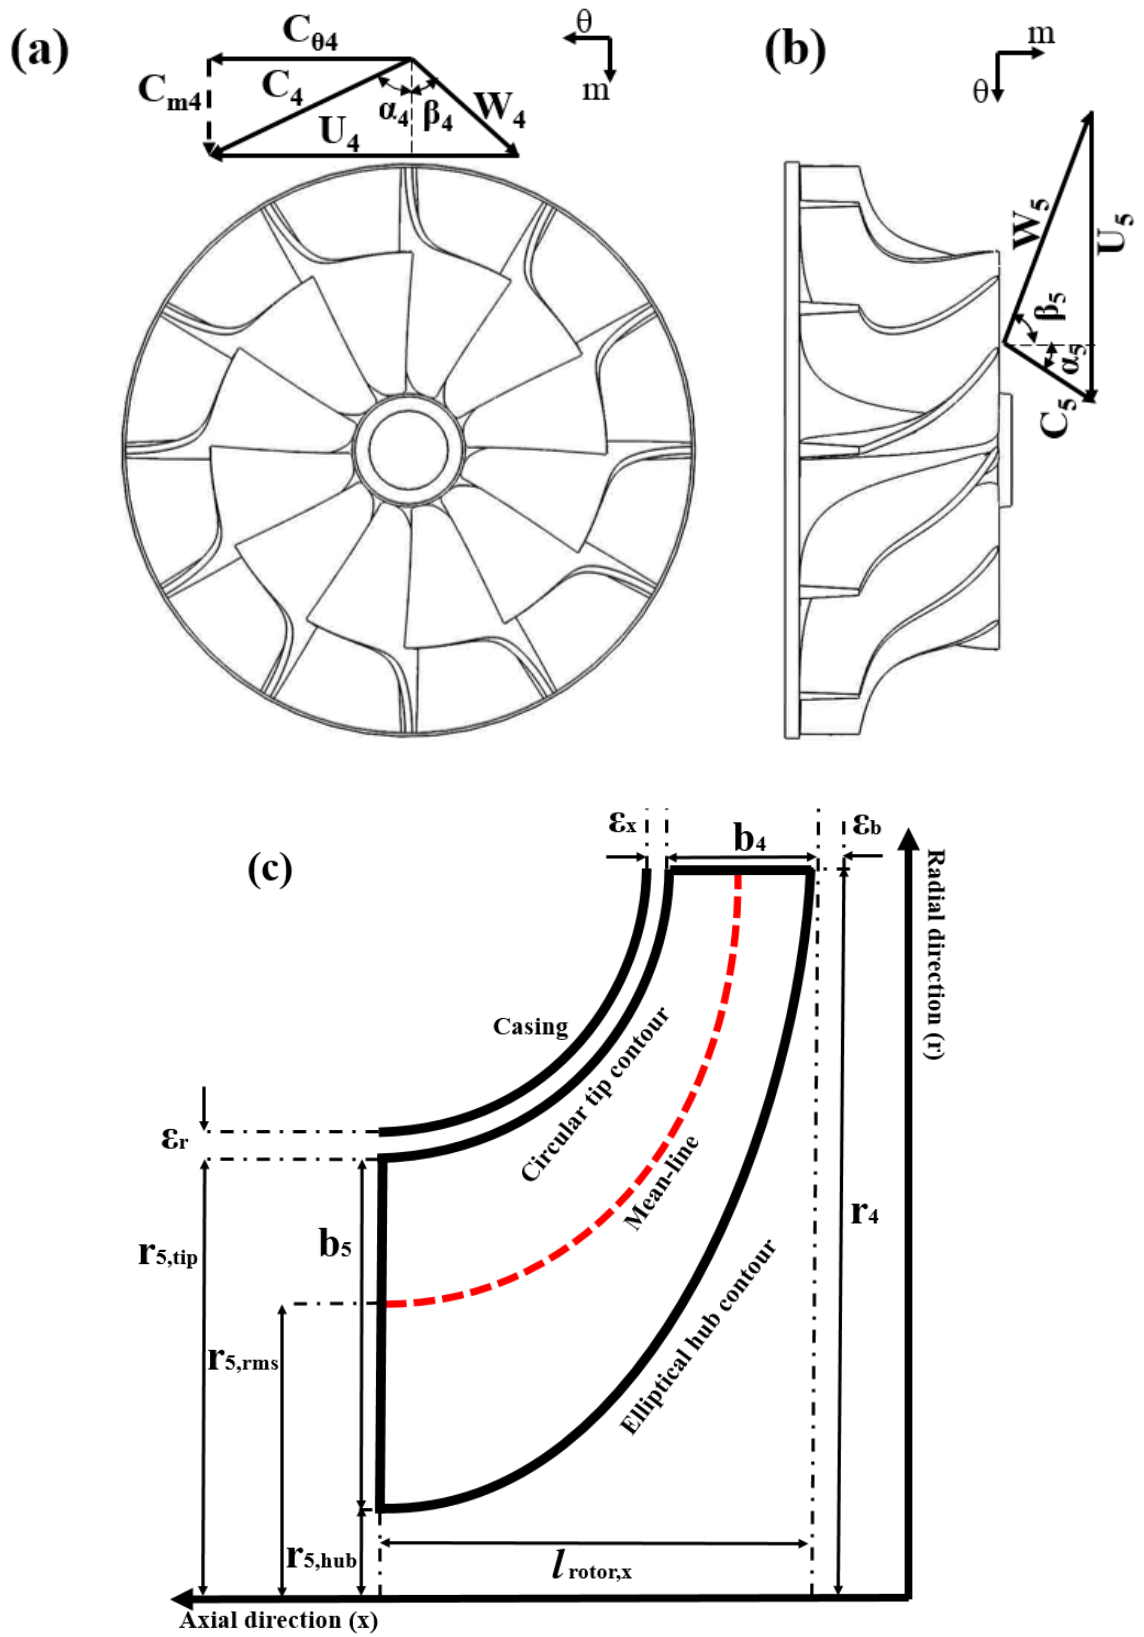 (a)
Cθ4
θ
m
Cm4
C4
α4
β4
W4
U4
(b)
m
θ
W5
U5
β5
α5
C5
(c)
εx
b4
εb
Radial direction (r)
Casing
Circular tip contour
εr
Mean-line
r4
b5
r5,tip
r5,rms
Elliptical hub contour
r5,hub
l rotor,x
Axial direction (x)